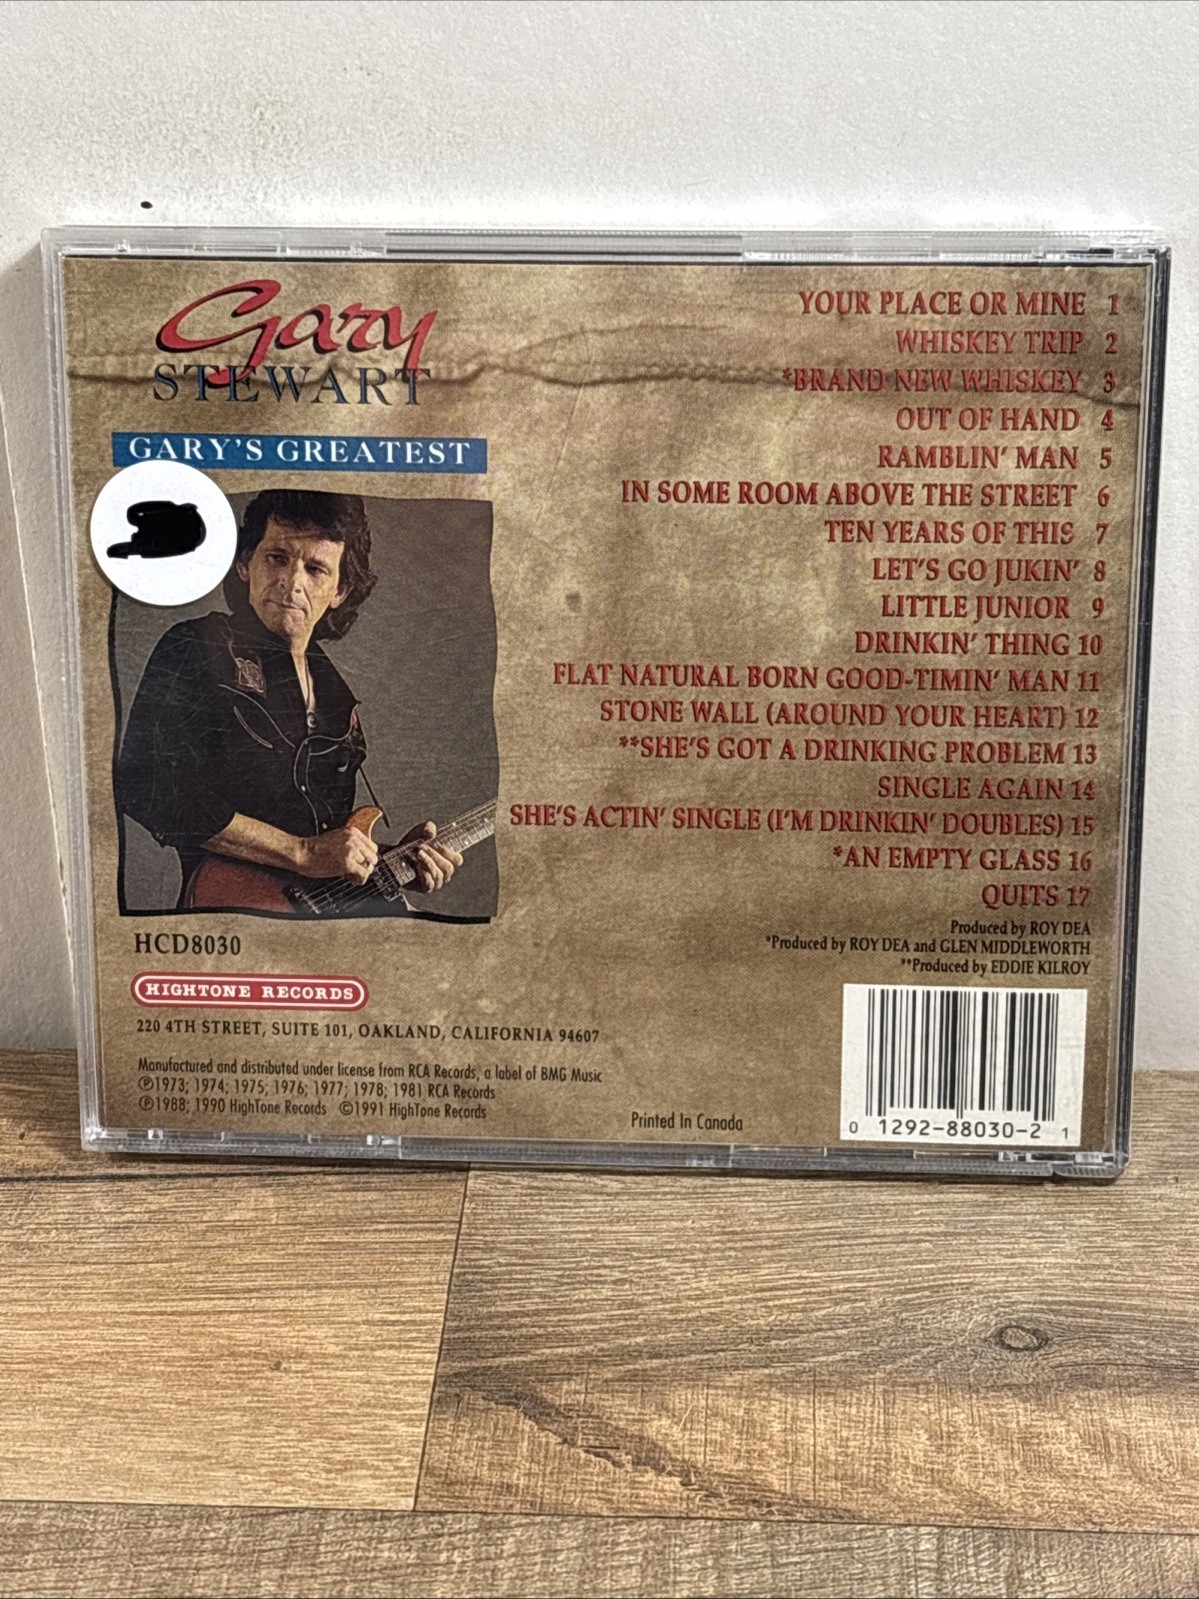 Gary
STEWART
GARY'S GREATEST
YOUR PLACE OR MINE 1
WHISKEY TRIP 2
*BRAND NEW WHISKEY 3
OUT OF HAND 4
RAMBLIN' MAN 5
IN SOME ROOM ABOVE THE STREET 6
TEN YEARS OF THIS 7
LET'S GO JUKIN' 8
LITTLE JUNIOR 9
DRINKIN' THING 10
FLAT NATURAL BORN GOOD-TIMIN' MAN 11
STONE WALL (AROUND YOUR HEART) 12
**SHE'S GOT A DRINKING PROBLEM 13
SINGLE AGAIN 14
SHE'S ACTIN' SINGLE (I'M DRINKIN' DOUBLES) 15
*AN EMPTY GLASS 16
QUITS 17
Produced by ROY DEA
*Produced by ROY DEA and GLEN MIDDLEWORTH
**Produced by EDDIE KILROY
HCD8030
HIGHTONE RECORDS
220 4TH STREET, SUITE 101, OAKLAND, CALIFORNIA 94607
Manufactured and distributed under license from RCA Records, a label of BMG Music
℗1973; 1974; 1975; 1976; 1977; 1978; 1981 RCA Records
℗1988; 1990 HighTone Records ©1991 HighTone Records
Printed In Canada
0 1292-88030-2 1